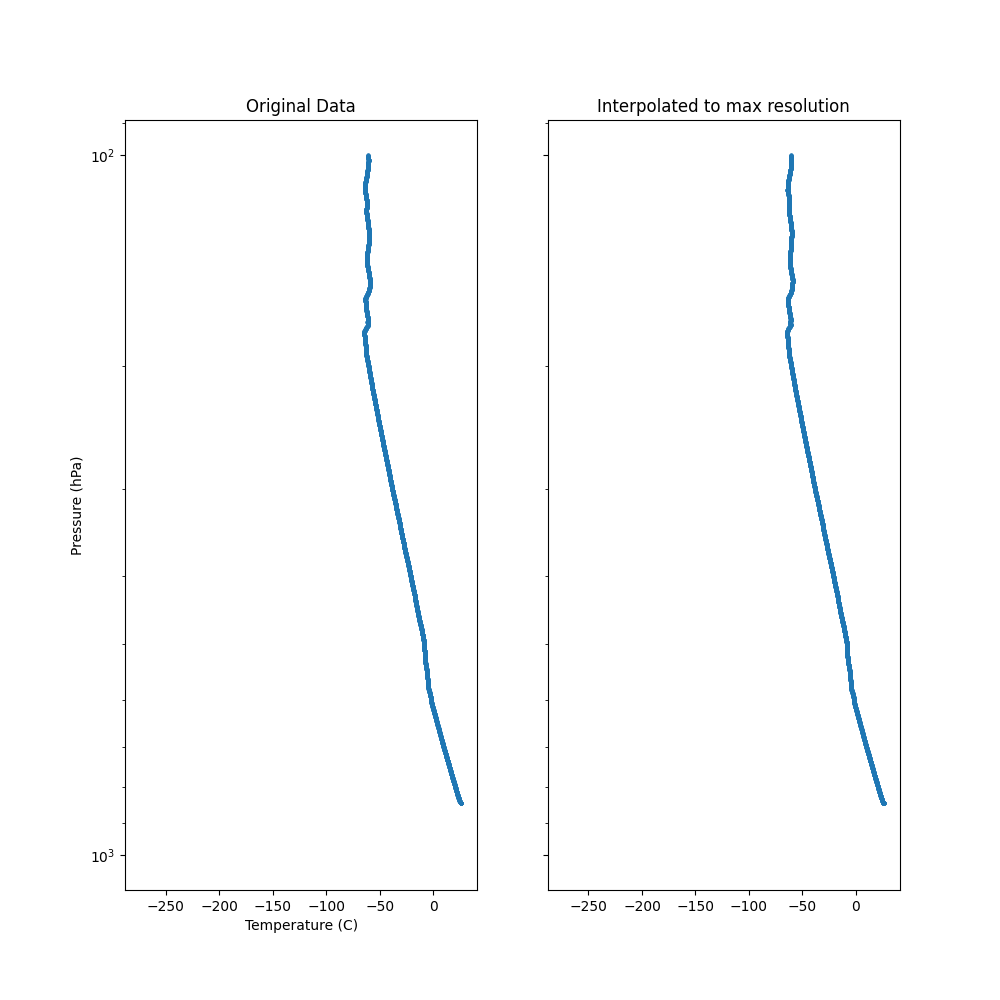 Original Data
Interpolated to max resolution
10²
10³
Pressure (hPa)
−250 −200 −150 −100 −50 0
−250 −200 −150 −100 −50 0
Temperature (C)